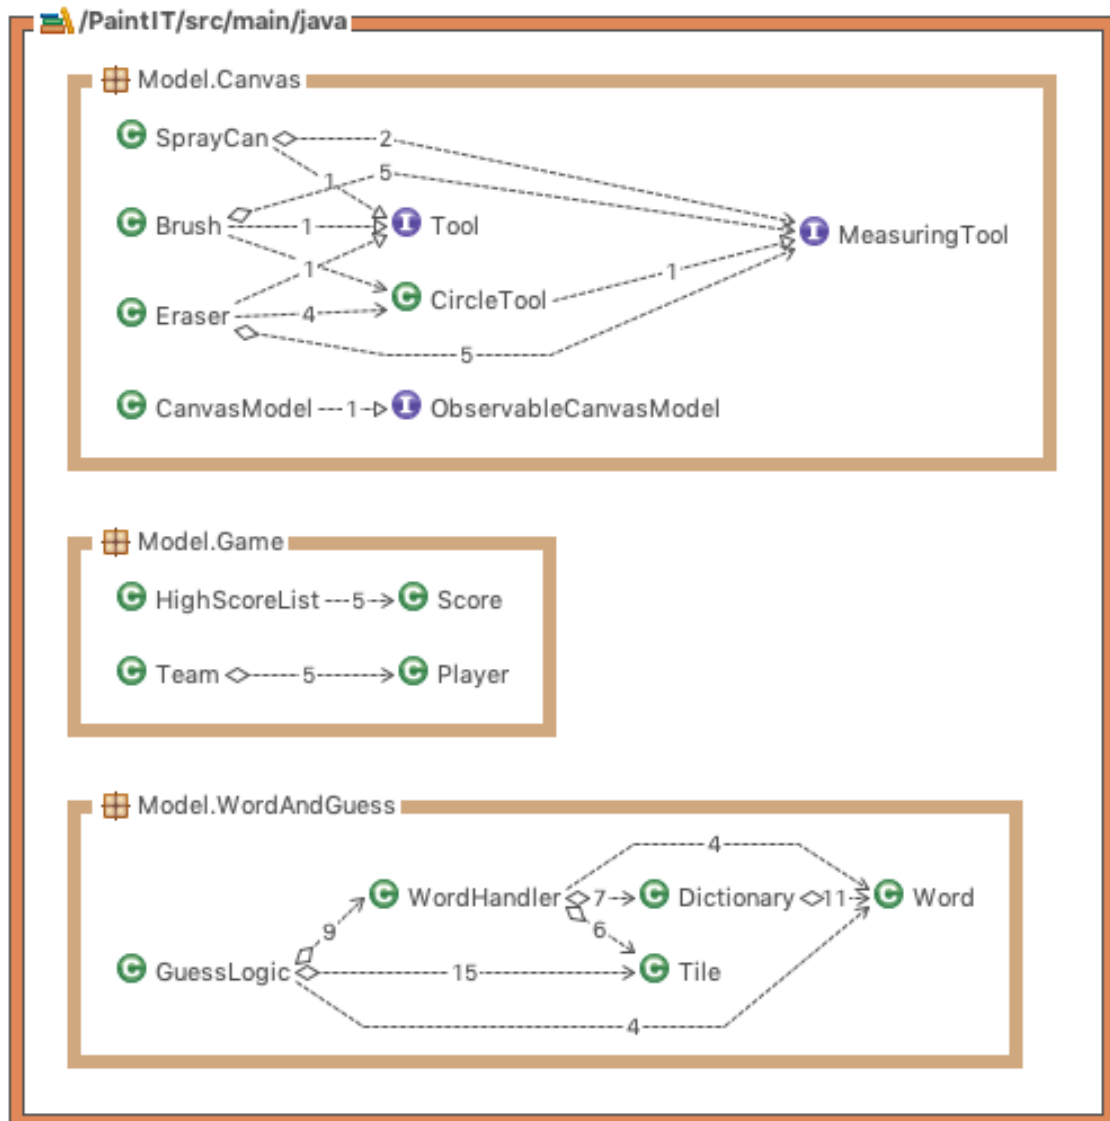 /PaintIT/src/main/java
Model.Canvas
SprayCan 2
1 5
Brush 1 Tool MeasuringTool
1 1
Eraser 4 CircleTool
5
CanvasModel 1 ObservableCanvasModel
Model.Game
HighScoreList 5 Score
Team 5 Player
Model.WordAndGuess
4
WordHandler 7 Dictionary 11 Word
9 6
GuessLogic 15 Tile
4